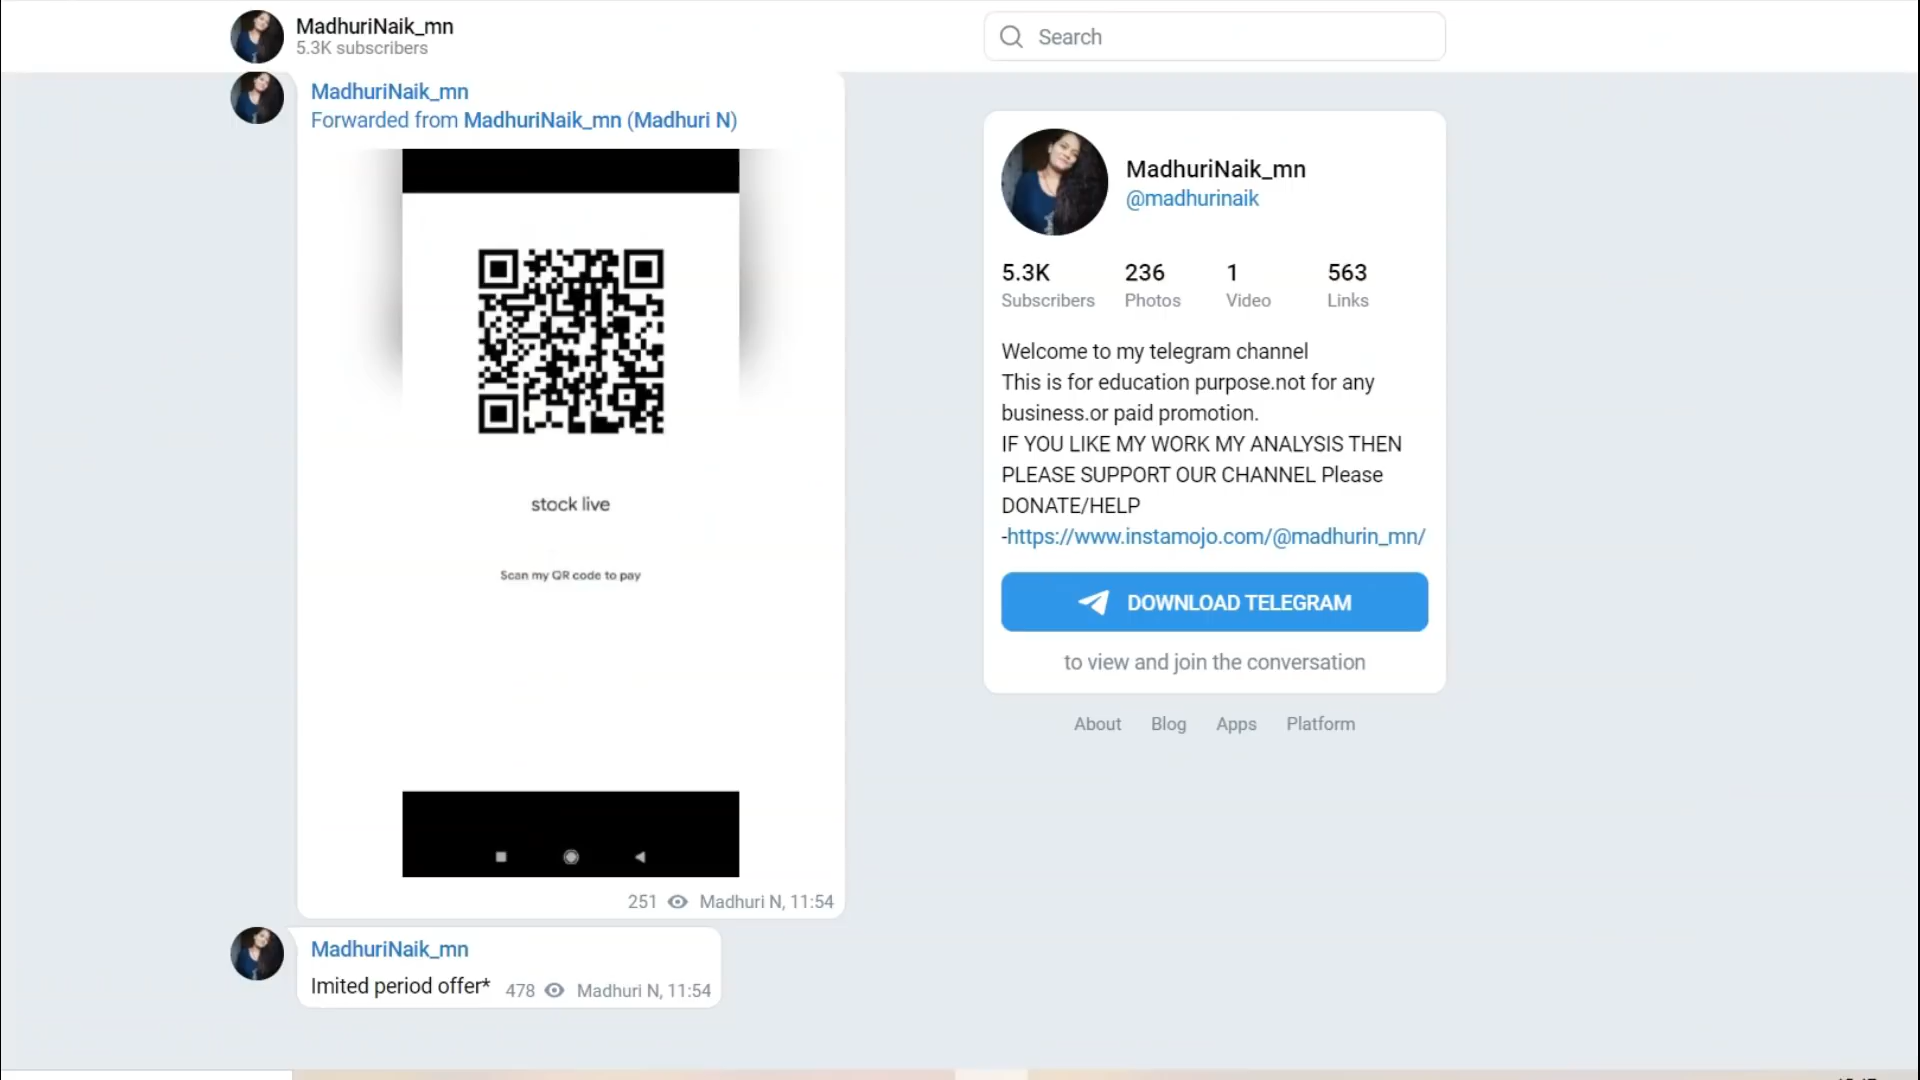 MadhuriNaik_mn
5.3K subscribers
Search
MadhuriNaik_mn
Forwarded from MadhuriNaik_mn (Madhuri N)
stock live
Scan my QR code to pay
251 Madhuri N, 11:54
MadhuriNaik_mn
Imited period offer* 478 Madhuri N, 11:54
MadhuriNaik_mn
@madhurinaik
5.3K 236 1 563
Subscribers Photos Video Links
Welcome to my telegram channel
This is for education purpose.not for any
business.or paid promotion.
IF YOU LIKE MY WORK MY ANALYSIS THEN
PLEASE SUPPORT OUR CHANNEL Please
DONATE/HELP
-https://www.instamojo.com/@madhurin_mn/
DOWNLOAD TELEGRAM
to view and join the conversation
About Blog Apps Platform